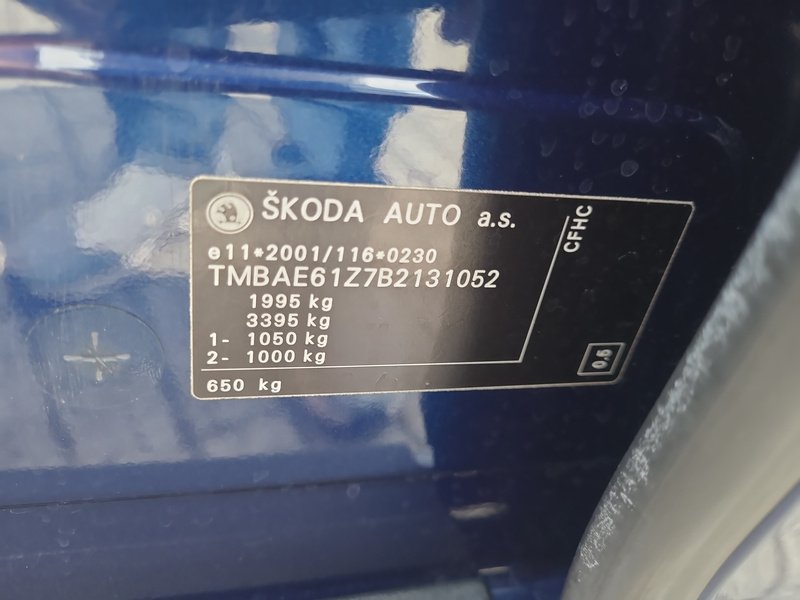 ŠKODA AUTO a.s.
e11*2001/116*0230
TMBAE61Z7B2131052
1995 kg
3395 kg
1- 1050 kg
2- 1000 kg
650 kg
CFHC
0.5